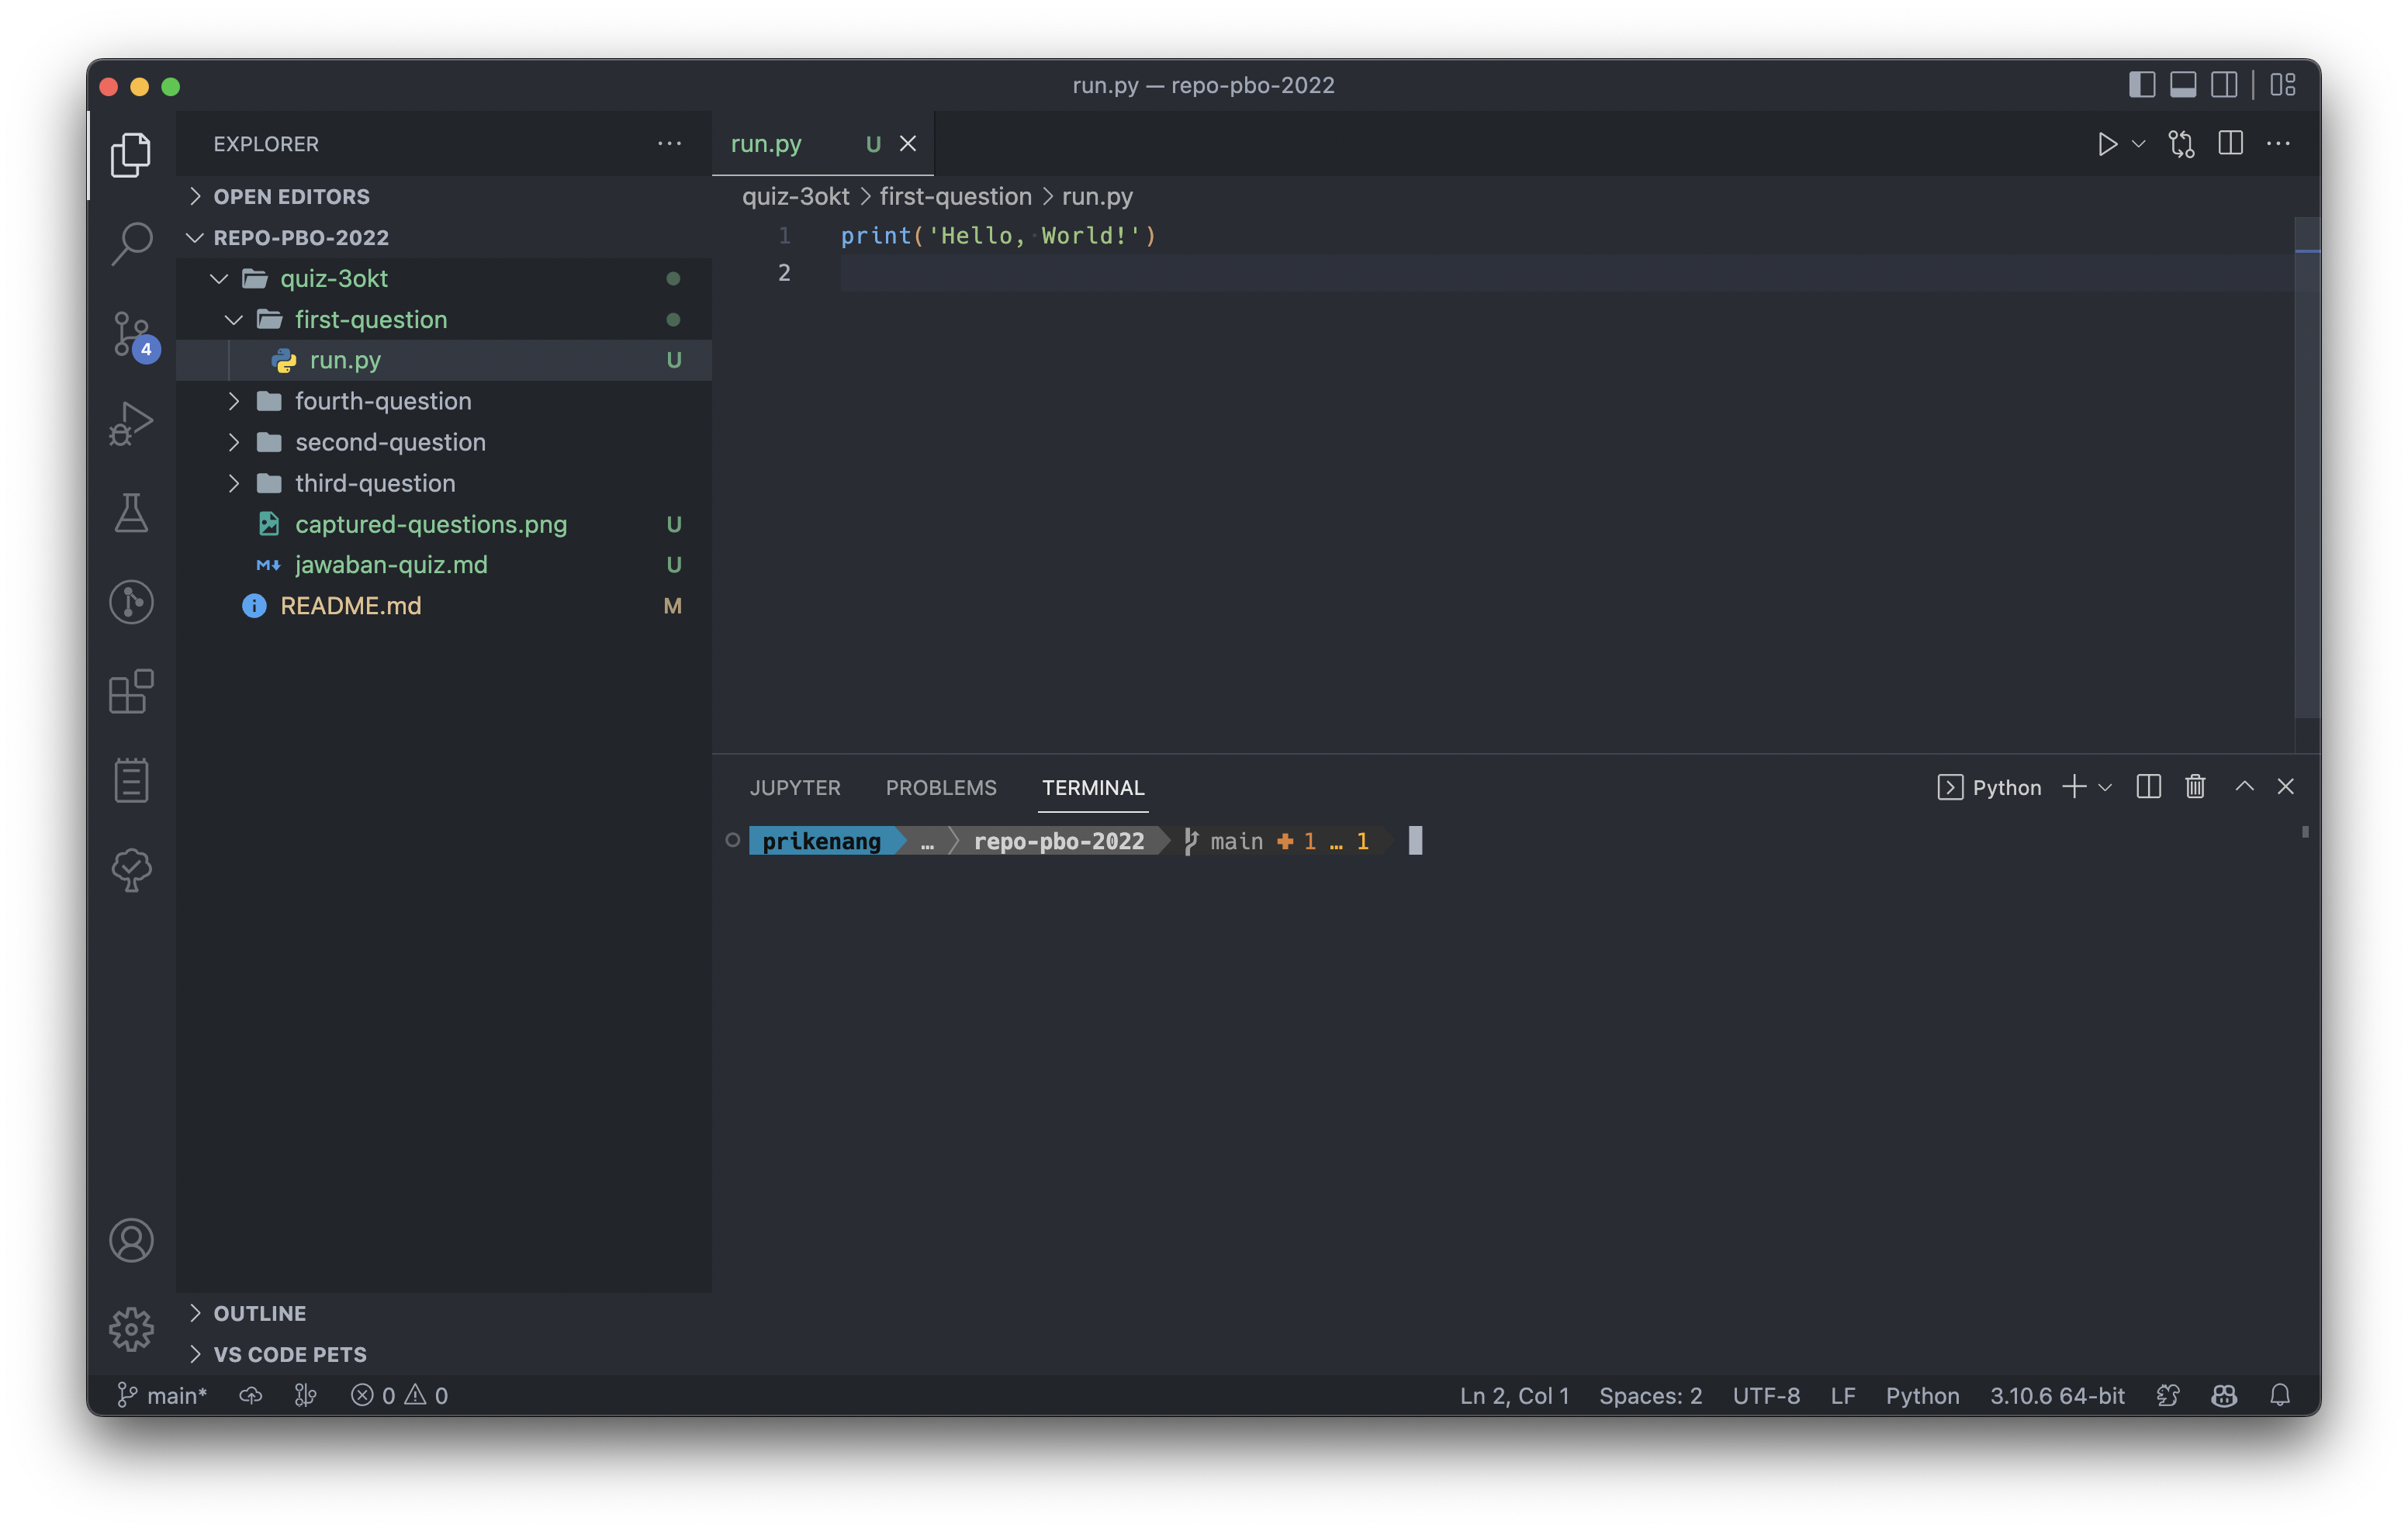 run.py — repo-pbo-2022
EXPLORER
OPEN EDITORS
REPO-PBO-2022
quiz-3okt
first-question
run.py U
fourth-question
second-question
third-question
captured-questions.png U
jawaban-quiz.md U
README.md M
OUTLINE
VS CODE PETS
4
run.py U
quiz-3okt > first-question > run.py
1 print('Hello, World!')
2
JUPYTER PROBLEMS TERMINAL Python
prikenang … repo-pbo-2022 main 1 … 1
main* 0 0 Ln 2, Col 1 Spaces: 2 UTF-8 LF Python 3.10.6 64-bit